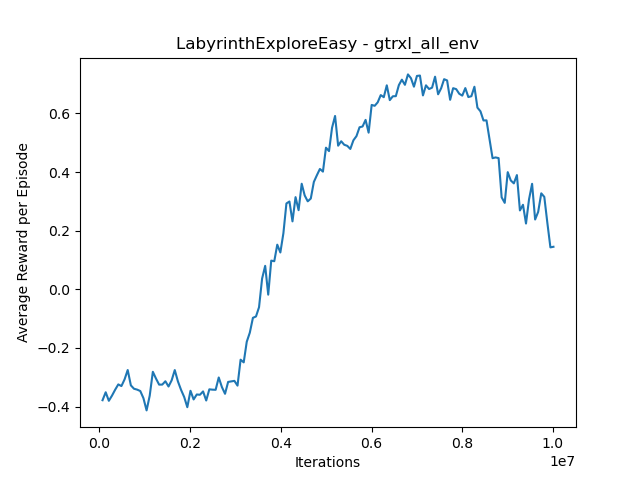 LabyrinthExploreEasy - gtrxl_all_env
Average Reward per Episode
0.6
0.4
0.2
0.0
−0.2
−0.4
0.0 0.2 0.4 0.6 0.8 1.0
1e7
Iterations